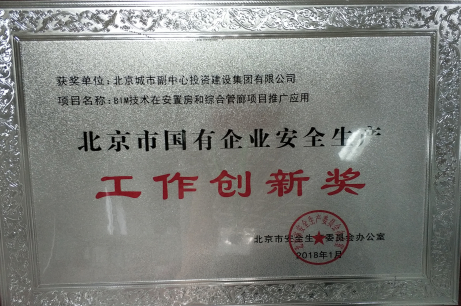 获奖单位:北京城市副中心投资建设集团有限公司
项目名称:BIM技术在安置房和综合管廊项目推广应用
北京市国有企业安全生产
工作创新奖
北京市安全生产委员会办公室
2018年1月